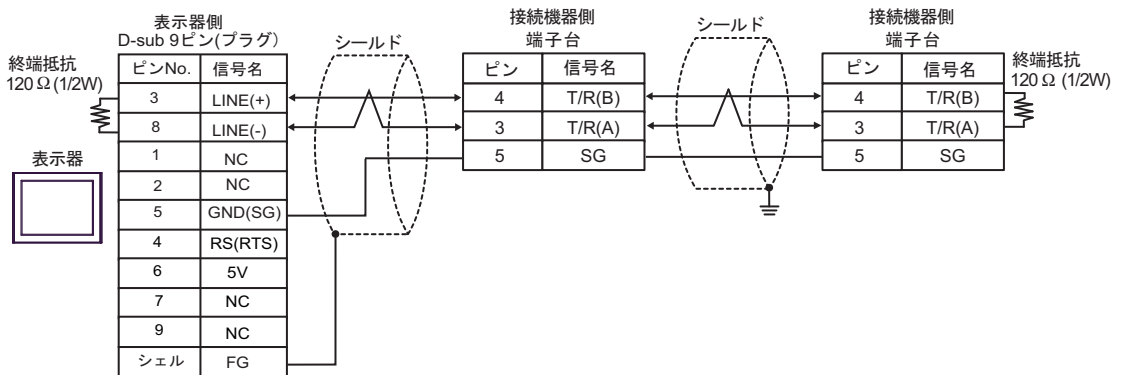 表示器側
D-sub 9ピン(プラグ)
終端抵抗
120 Ω (1/2W)
表示器
ピンNo. 信号名
3 LINE(+)
8 LINE(-)
1 NC
2 NC
5 GND(SG)
4 RS(RTS)
6 5V
7 NC
9 NC
シェル FG
シールド
接続機器側
端子台
ピン 信号名
4 T/R(B)
3 T/R(A)
5 SG
シールド
接続機器側
端子台
ピン 信号名
4 T/R(B)
3 T/R(A)
5 SG
終端抵抗
120 Ω (1/2W)